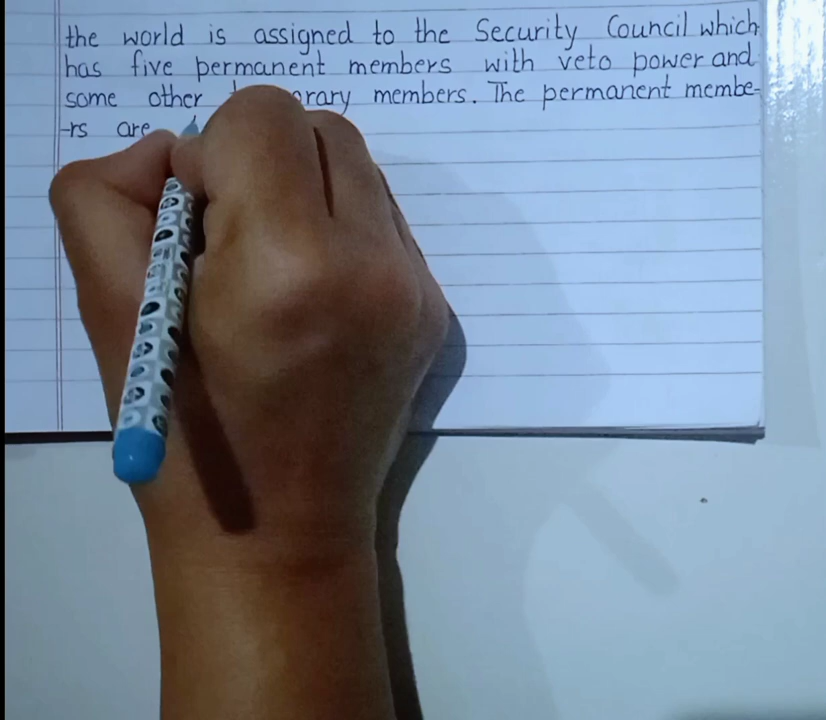 the world is assigned to the Security Council which
has five permanent members with veto power and
some other members. The permanent membe-
-rs are